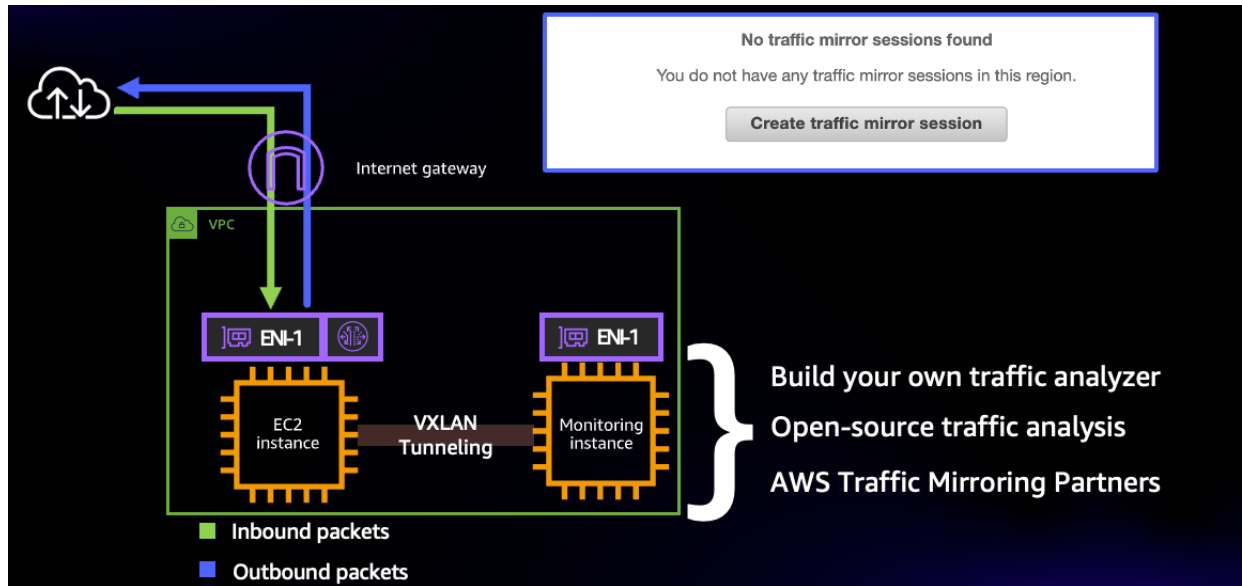 No traffic mirror sessions found
You do not have any traffic mirror sessions in this region.
Create traffic mirror session
Internet gateway
VPC
ENI-1
ENI-1
EC2
instance
VXLAN
Tunneling
Monitoring
instance
Build your own traffic analyzer
Open-source traffic analysis
AWS Traffic Mirroring Partners
Inbound packets
Outbound packets